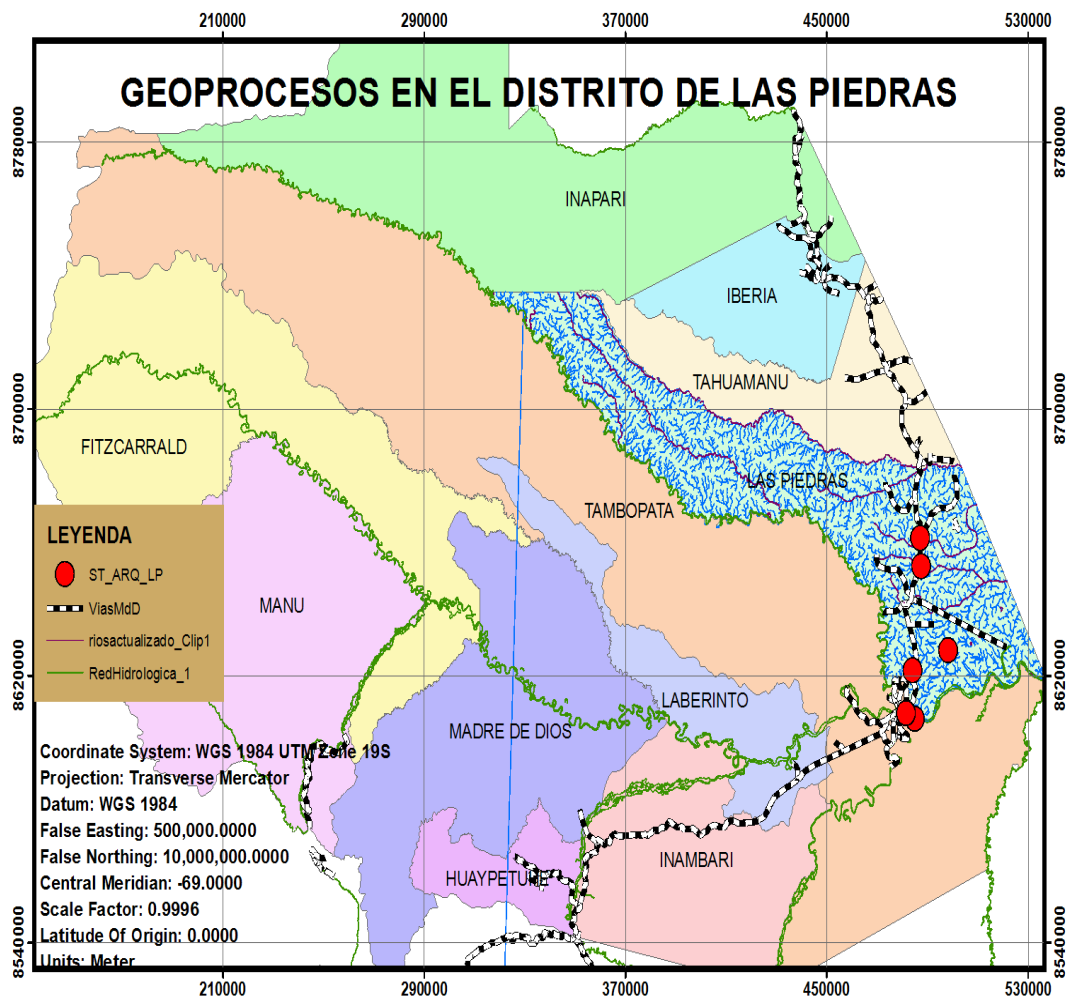 210000 290000 370000 450000 530000
GEOPROCESOS EN EL DISTRITO DE LAS PIEDRAS
8780000 8780000
INAPARI
IBERIA
TAHUAMANU
8700000 8700000
FITZCARRALD
LAS PIEDRAS
TAMBOPATA
LEYENDA
ST_ARQ_LP
ViasMdD
riosactualizado_Clip1
RedHidrologica_1
MANU
8620000 8620000
LABERINTO
MADRE DE DIOS
Coordinate System: WGS 1984 UTM Zone 19S
Projection: Transverse Mercator
Datum: WGS 1984
False Easting: 500,000.0000
False Northing: 10,000,000.0000
Central Meridian: -69.0000
Scale Factor: 0.9996
Latitude Of Origin: 0.0000
Units: Meter
INAMBARI
HUAYPETUHE
8540000 8540000
210000 290000 370000 450000 530000